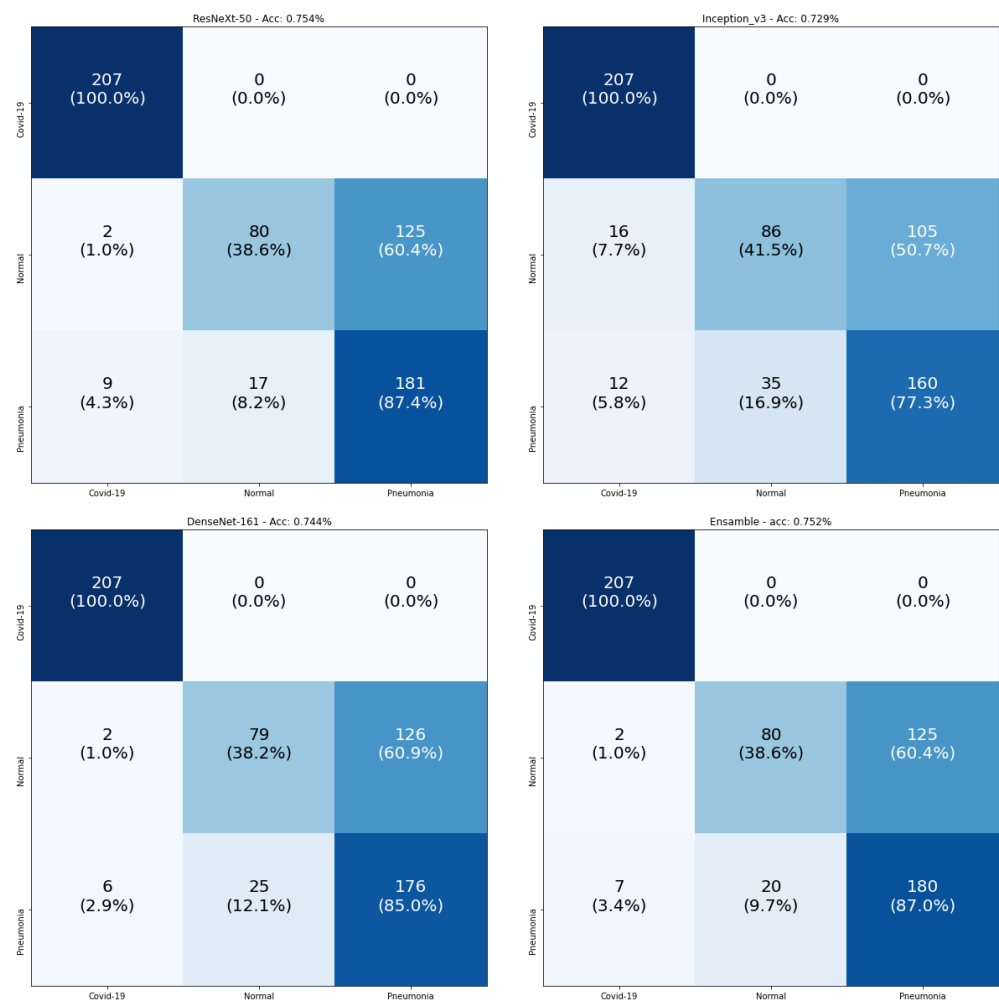 ResNeXt-50 - Acc: 0.754%
Covid-19
207
(100.0%)
0
(0.0%)
0
(0.0%)
Normal
2
(1.0%)
80
(38.6%)
125
(60.4%)
Pneumonia
9
(4.3%)
17
(8.2%)
181
(87.4%)
Covid-19
Normal
Pneumonia
Inception_v3 - Acc: 0.729%
Covid-19
207
(100.0%)
0
(0.0%)
0
(0.0%)
Normal
16
(7.7%)
86
(41.5%)
105
(50.7%)
Pneumonia
12
(5.8%)
35
(16.9%)
160
(77.3%)
Covid-19
Normal
Pneumonia
DenseNet-161 - Acc: 0.744%
Covid-19
207
(100.0%)
0
(0.0%)
0
(0.0%)
Normal
2
(1.0%)
79
(38.2%)
126
(60.9%)
Pneumonia
6
(2.9%)
25
(12.1%)
176
(85.0%)
Covid-19
Normal
Pneumonia
Ensamble - acc: 0.752%
Covid-19
207
(100.0%)
0
(0.0%)
0
(0.0%)
Normal
2
(1.0%)
80
(38.6%)
125
(60.4%)
Pneumonia
7
(3.4%)
20
(9.7%)
180
(87.0%)
Covid-19
Normal
Pneumonia